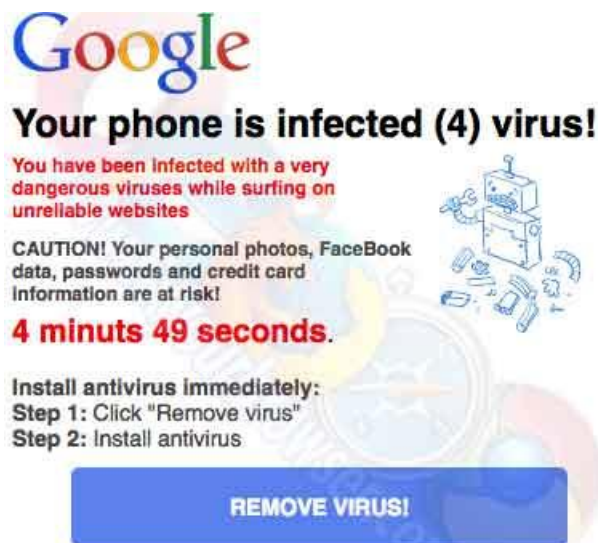 Google
Your phone is infected (4) virus!
You have been infected with a very
dangerous viruses while surfing on
unreliable websites
CAUTION! Your personal photos, FaceBook
data, passwords and credit card
information are at risk!
4 minuts 49 seconds.
Install antivirus immediately:
Step 1: Click "Remove virus"
Step 2: Install antivirus
REMOVE VIRUS!